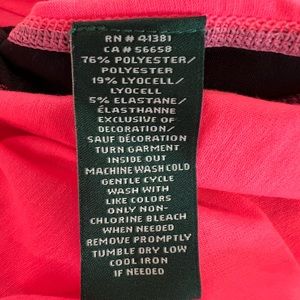 RN # 41381
CA # 56658
76% POLYESTER/
POLYESTER
19% LYOCELL/
LYOCELL
5% ELASTANE/
ÉLASTHANNE
EXCLUSIVE OF
DECORATION/
SAUF DÉCORATION
TURN GARMENT
INSIDE OUT
MACHINE WASH COLD
GENTLE CYCLE
WASH WITH
LIKE COLORS
ONLY NON-
CHLORINE BLEACH
WHEN NEEDED
REMOVE PROMPTLY
TUMBLE DRY LOW
COOL IRON
IF NEEDED